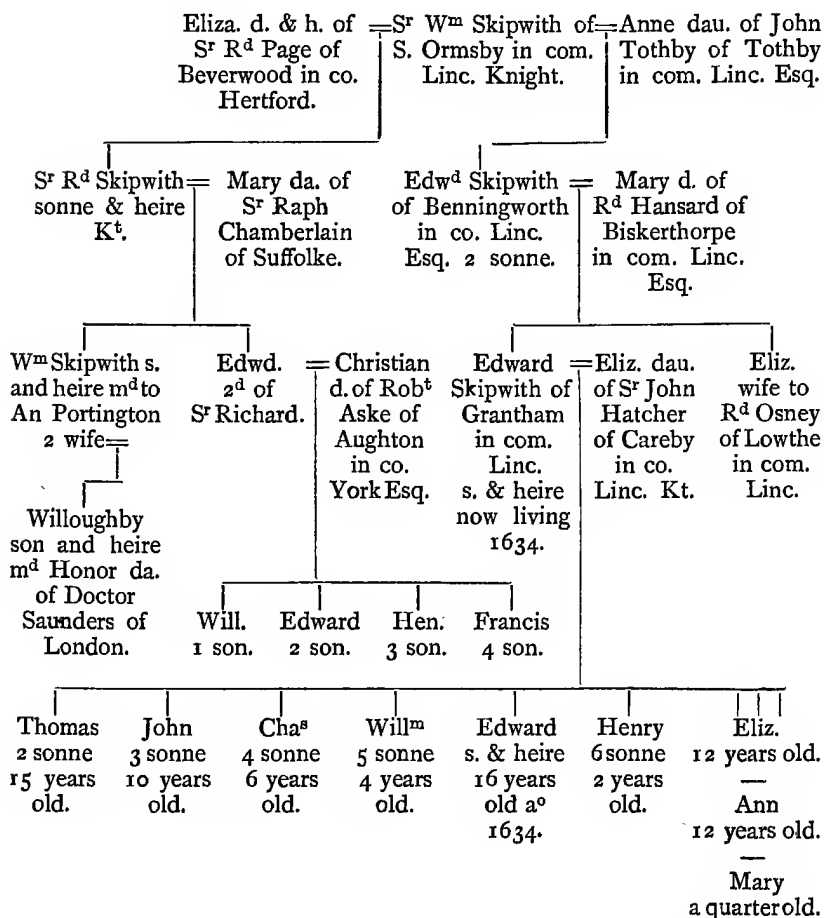 Eliza. d. & h. of
Sʳ Rᵈ Page of
Beverwood in co.
Hertford.
=Sʳ Wᵐ Skipwith of=
S. Ormsby in com.
Linc. Knight.
Anne dau. of John
Tothby of Tothby
in com. Linc. Esq.
Sʳ Rᵈ Skipwith=
sonne & heire
Kᵗ.
Mary da. of
Sʳ Raph
Chamberlain
of Suffolke.
Edwᵈ Skipwith =
of Benningworth
in co. Linc.
Esq. 2 sonne.
Mary d. of
Rᵈ Hansard of
Biskerthorpe
in com. Linc.
Esq.
Wᵐ Skipwith s.
and heire mᵈ to
An Portington
2 wife=
Edwd.
2ᵈ of
Sʳ Richard.
= Christian
d. of Robᵗ
Aske of
Aughton
in co.
York Esq.
Edward
Skipwith of
Grantham
in com.
Linc.
s. & heire
now living
1634.
= Eliz. dau.
of Sʳ John
Hatcher
of Careby
in co.
Linc. Kt.
Eliz.
wife to
Rᵈ Osney
of Lowthe
in com.
Linc.
Willoughby
son and heire
mᵈ Honor da.
of Doctor
Saunders of
London.
Will.
1 son.
Edward
2 son.
Hen.
3 son.
Francis
4 son.
Thomas
2 sonne
15 years
old.
John
3 sonne
10 years
old.
Chaˢ
4 sonne
6 years
old.
Willᵐ
5 sonne
4 years
old.
Edward
s. & heire
16 years
old aᵒ
1634.
Henry
6 sonne
2 years
old.
Eliz.
12 years old.
—
Ann
12 years old.
—
Mary
a quarter old.